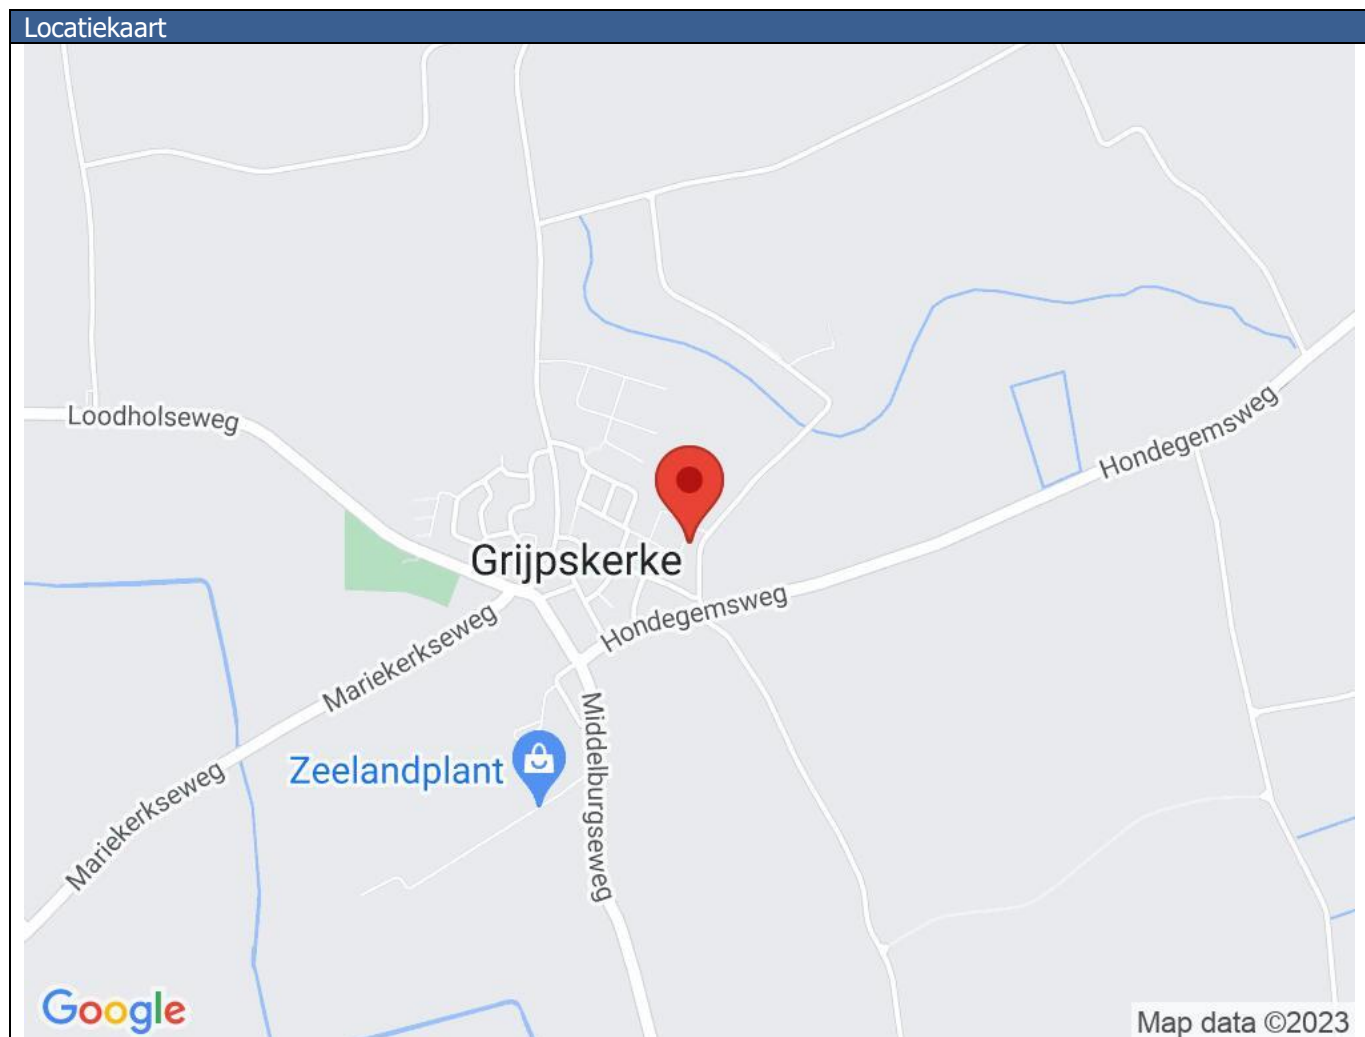 Locatiekaart
Loodholseweg
Hondegemsweg
Grijpskerke
Hondegemsweg
Mariekerkseweg
Zeelandplant
Middelburgseweg
Mariekerkseweg
Google
Map data ©2023